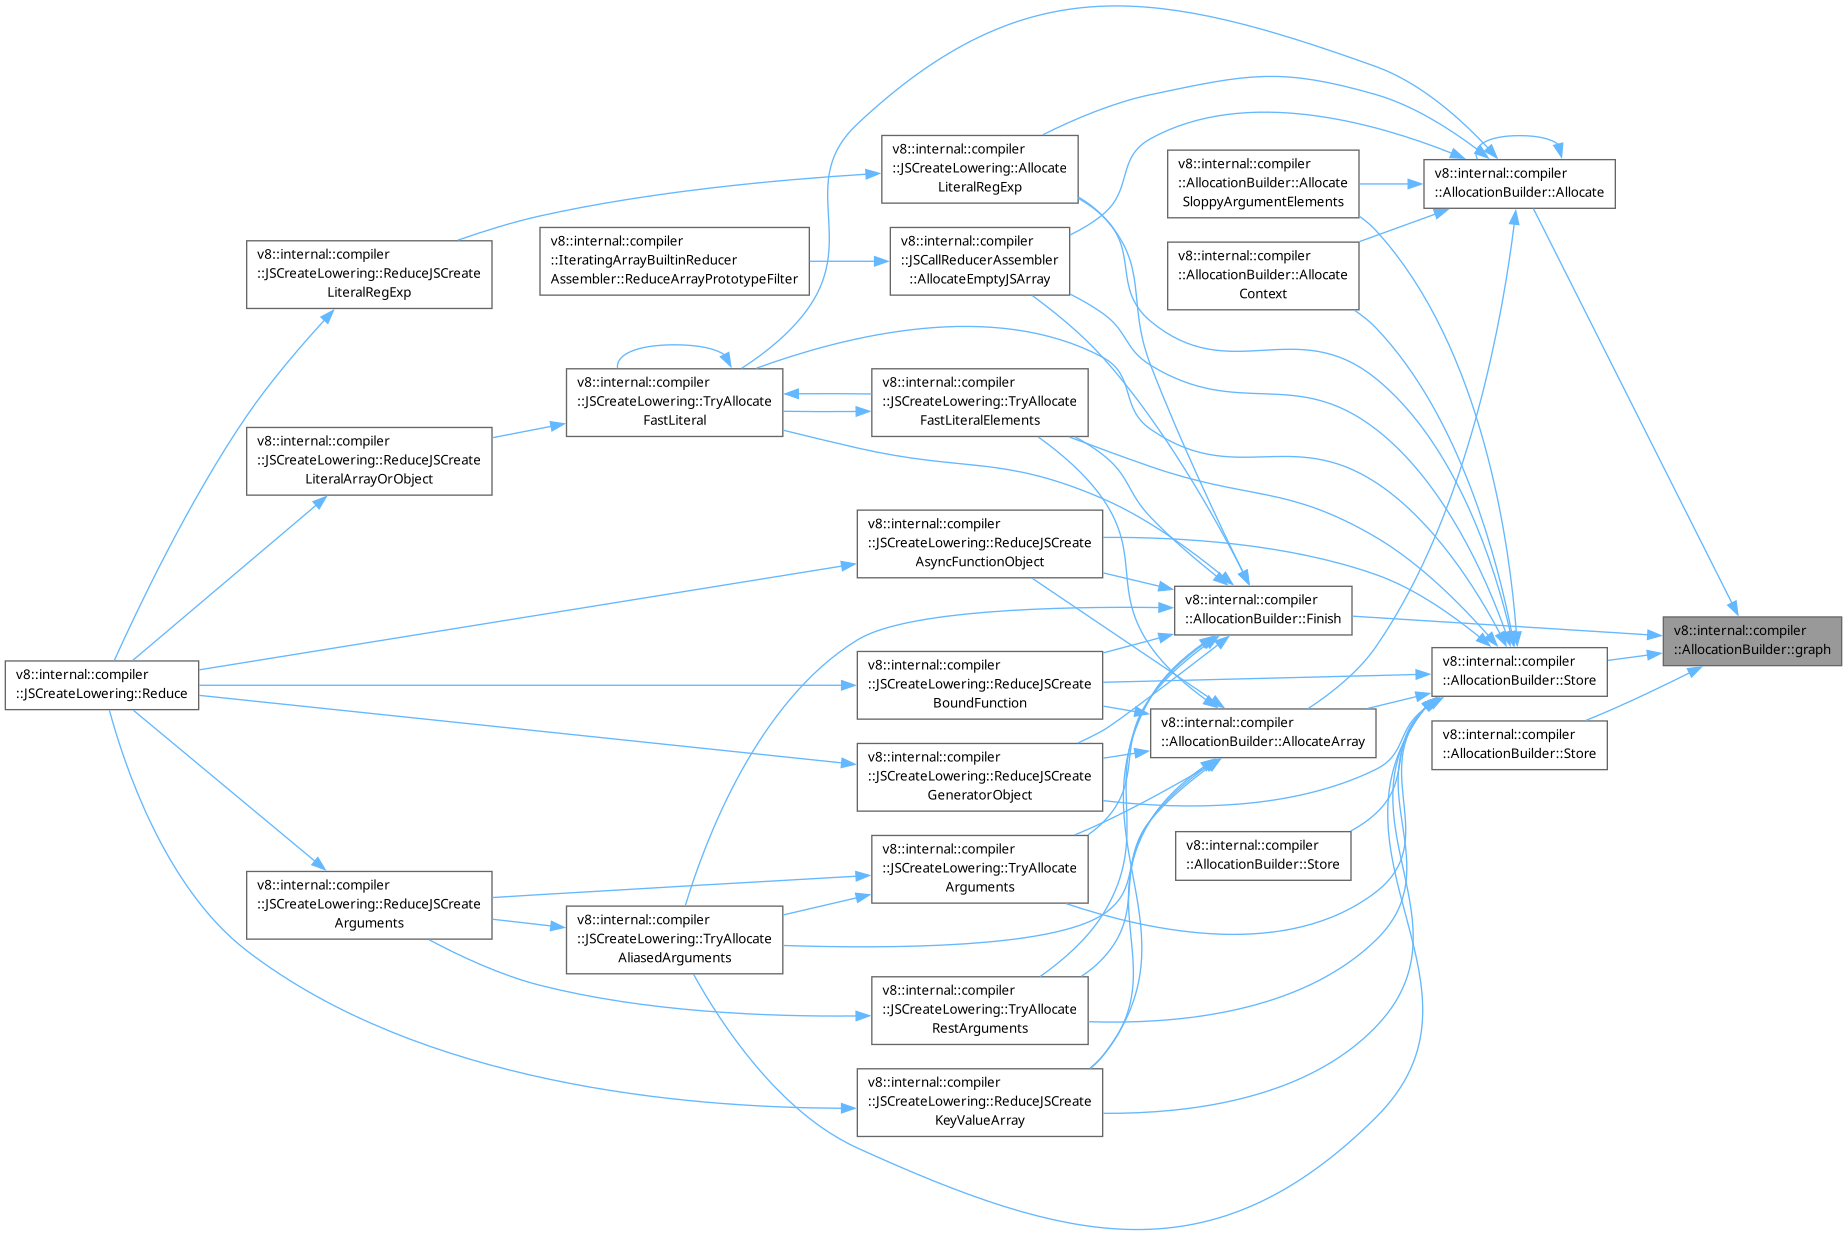 v8::internal::compiler
::JSCreateLowering::Reduce
v8::internal::compiler
::JSCreateLowering::ReduceJSCreate
LiteralRegExp
v8::internal::compiler
::JSCreateLowering::ReduceJSCreate
LiteralArrayOrObject
v8::internal::compiler
::JSCreateLowering::ReduceJSCreate
Arguments
v8::internal::compiler
::IteratingArrayBuiltinReducer
Assembler::ReduceArrayPrototypeFilter
v8::internal::compiler
::JSCreateLowering::TryAllocate
FastLiteral
v8::internal::compiler
::JSCreateLowering::TryAllocate
AliasedArguments
v8::internal::compiler
::JSCreateLowering::Allocate
LiteralRegExp
v8::internal::compiler
::JSCallReducerAssembler
::AllocateEmptyJSArray
v8::internal::compiler
::JSCreateLowering::TryAllocate
FastLiteralElements
v8::internal::compiler
::JSCreateLowering::ReduceJSCreate
AsyncFunctionObject
v8::internal::compiler
::JSCreateLowering::ReduceJSCreate
BoundFunction
v8::internal::compiler
::JSCreateLowering::ReduceJSCreate
GeneratorObject
v8::internal::compiler
::JSCreateLowering::TryAllocate
Arguments
v8::internal::compiler
::JSCreateLowering::TryAllocate
RestArguments
v8::internal::compiler
::JSCreateLowering::ReduceJSCreate
KeyValueArray
v8::internal::compiler
::AllocationBuilder::Allocate
SloppyArgumentElements
v8::internal::compiler
::AllocationBuilder::Allocate
Context
v8::internal::compiler
::AllocationBuilder::Finish
v8::internal::compiler
::AllocationBuilder::AllocateArray
v8::internal::compiler
::AllocationBuilder::Store
v8::internal::compiler
::AllocationBuilder::Allocate
v8::internal::compiler
::AllocationBuilder::Store
v8::internal::compiler
::AllocationBuilder::Store
v8::internal::compiler
::AllocationBuilder::graph